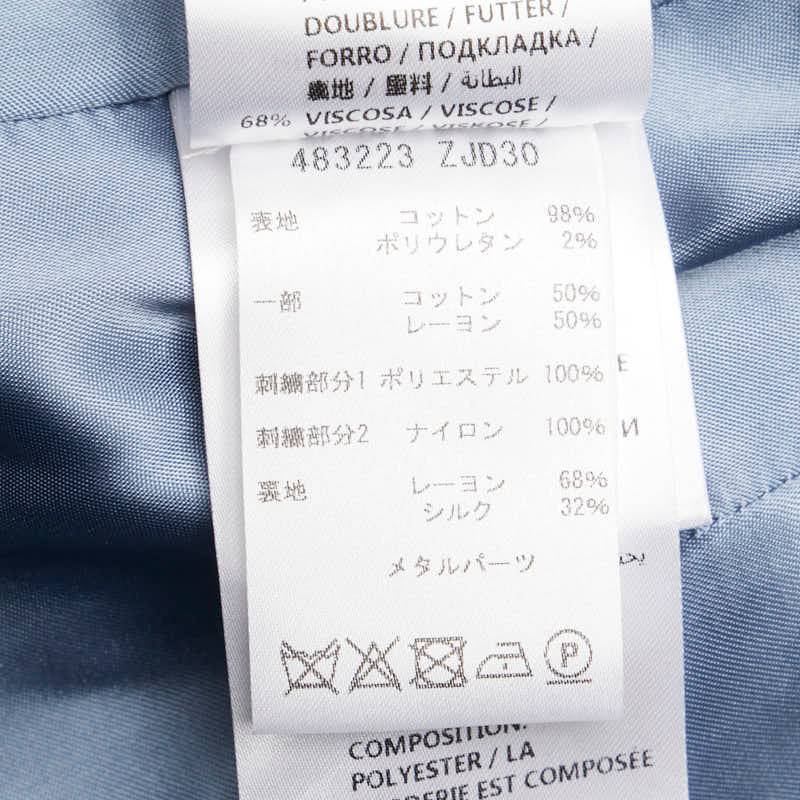 DOUBLURE / FUTTER /
FORRO / ПОДКЛАДКА /
裏地 / 里料 / البطانة /
68% VISCOSA / VISCOSE /
VISCOSE / VISCOSE /
483223 ZJD30
表地 コットン 98%
ポリウレタン 2%
一部 コットン 50%
レーヨン 50%
E
刺繍部分1 ポリエステル 100%
刺繍部分2 ナイロン 100%
И
裏地 レーヨン 68%
シルク 32%
メタルパーツ
P
COMPOSITION:
POLYESTER / LA
EST COMPOSÉE